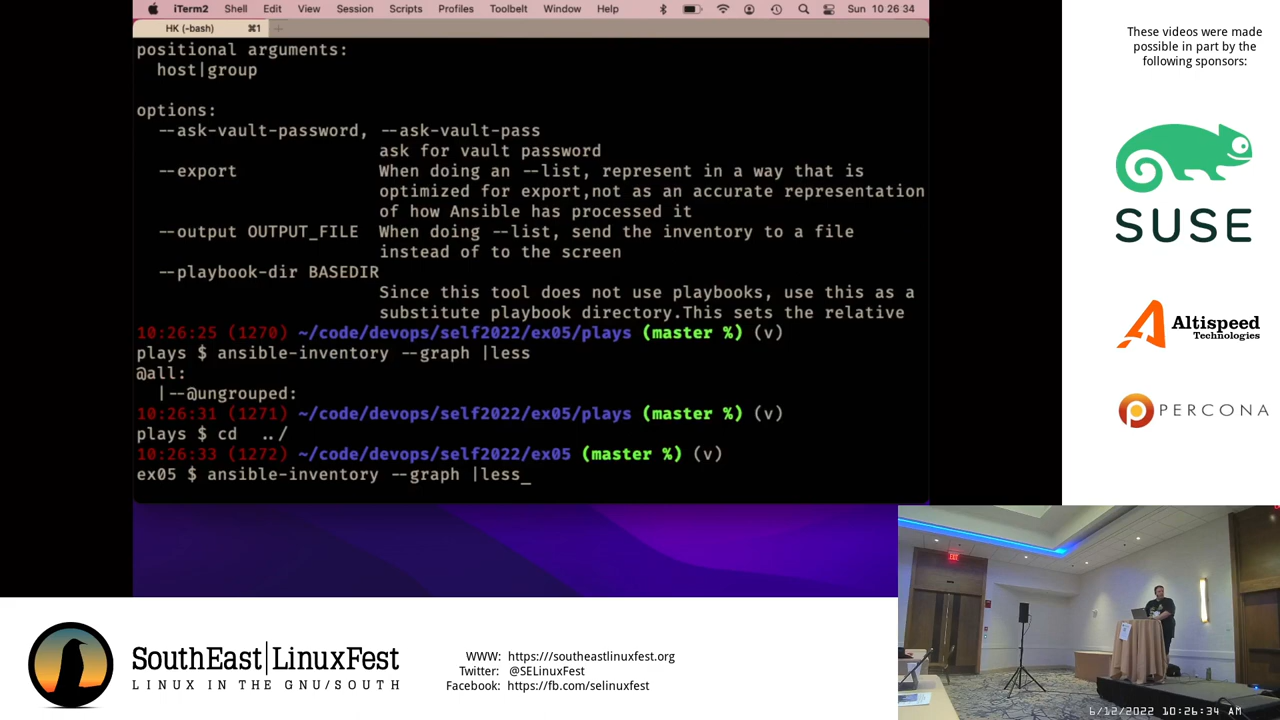 iTerm2 Shell Edit View Session Scripts Profiles Toolbelt Window Help Sun 10 26 34
HK (-bash) ⌘1 +
positional arguments:
host|group
options:
--ask-vault-password, --ask-vault-pass
ask for vault password
--export When doing an --list, represent in a way that is
optimized for export,not as an accurate representation
of how Ansible has processed it
--output OUTPUT_FILE When doing --list, send the inventory to a file
instead of to the screen
--playbook-dir BASEDIR
Since this tool does not use playbooks, use this as a
substitute playbook directory.This sets the relative
10:26:25 (1270) ~/code/devops/self2022/ex05/plays (master %) (v)
plays $ ansible-inventory --graph |less
@all:
|--@ungrouped:
10:26:31 (1271) ~/code/devops/self2022/ex05/plays (master %) (v)
plays $ cd ../
10:26:33 (1272) ~/code/devops/self2022/ex05 (master %) (v)
ex05 $ ansible-inventory --graph |less_
These videos were made
possible in part by the
following sponsors:
SUSE
Altispeed
Technologies
PERCONA
SouthEast|LinuxFest
LINUX IN THE GNU/SOUTH
WWW: https:///southeastlinuxfest.org
Twitter: @SELinuxFest
Facebook: https://fb.com/selinuxfest
6/12/2022 10:26:34 AM